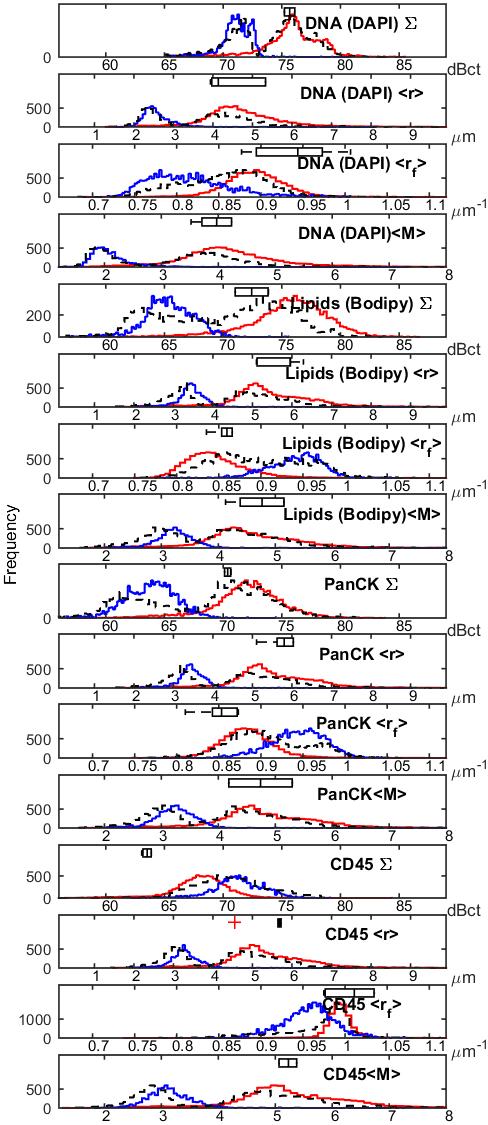 DNA (DAPI) Σ
0
60 65 70 75 80 85 dBct
DNA (DAPI) <r>
500
0
1 2 3 4 5 6 7 8 9 μm
DNA (DAPI) <rf>
500
0
0.7 0.75 0.8 0.85 0.9 0.95 1 1.05 1.1 μm-1
DNA (DAPI)<M>
500
0
2 3 4 5 6 7 8
Lipids (Bodipy) Σ
200
0
60 65 70 75 80 85 dBct
Lipids (Bodipy) <r>
500
0
1 2 3 4 5 6 7 8 9 μm
Lipids (Bodipy) <rf>
500
0
0.7 0.75 0.8 0.85 0.9 0.95 1 1.05 1.1 μm-1
Lipids (Bodipy)<M>
500
0
2 3 4 5 6 7 8
Frequency
PanCK Σ
0
60 65 70 75 80 85 dBct
PanCK <r>
500
0
1 2 3 4 5 6 7 8 9 μm
PanCK <rf>
500
0
0.7 0.75 0.8 0.85 0.9 0.95 1 1.05 1.1 μm-1
PanCK<M>
500
0
2 3 4 5 6 7 8
CD45 Σ
500
0
60 65 70 75 80 85 dBct
CD45 <r>
500
0
1 2 3 4 5 6 7 8 9 μm
CD45 <rf>
1000
0
0.7 0.75 0.8 0.85 0.9 0.95 1 1.05 1.1 μm-1
CD45<M>
500
0
2 3 4 5 6 7 8